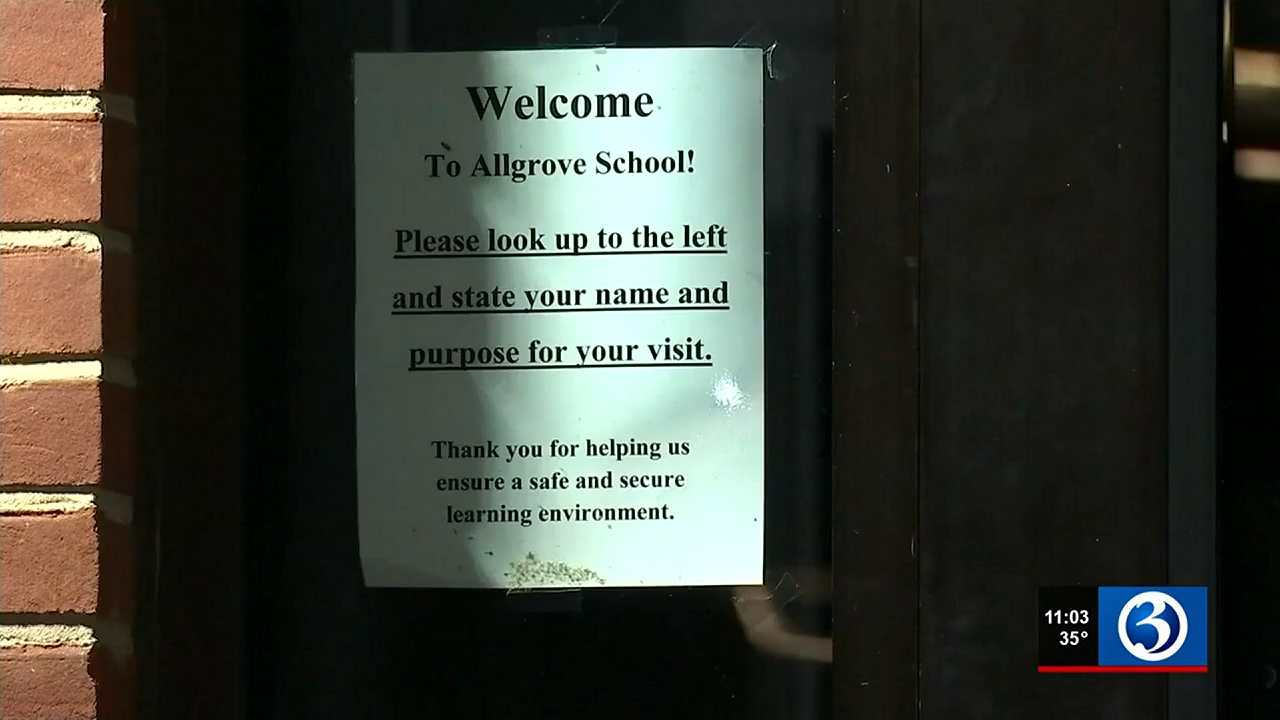 Welcome
To Allgrove School!
Please look up to the left
and state your name and
purpose for your visit.
Thank you for helping us
ensure a safe and secure
learning environment.
11:03
35°
3